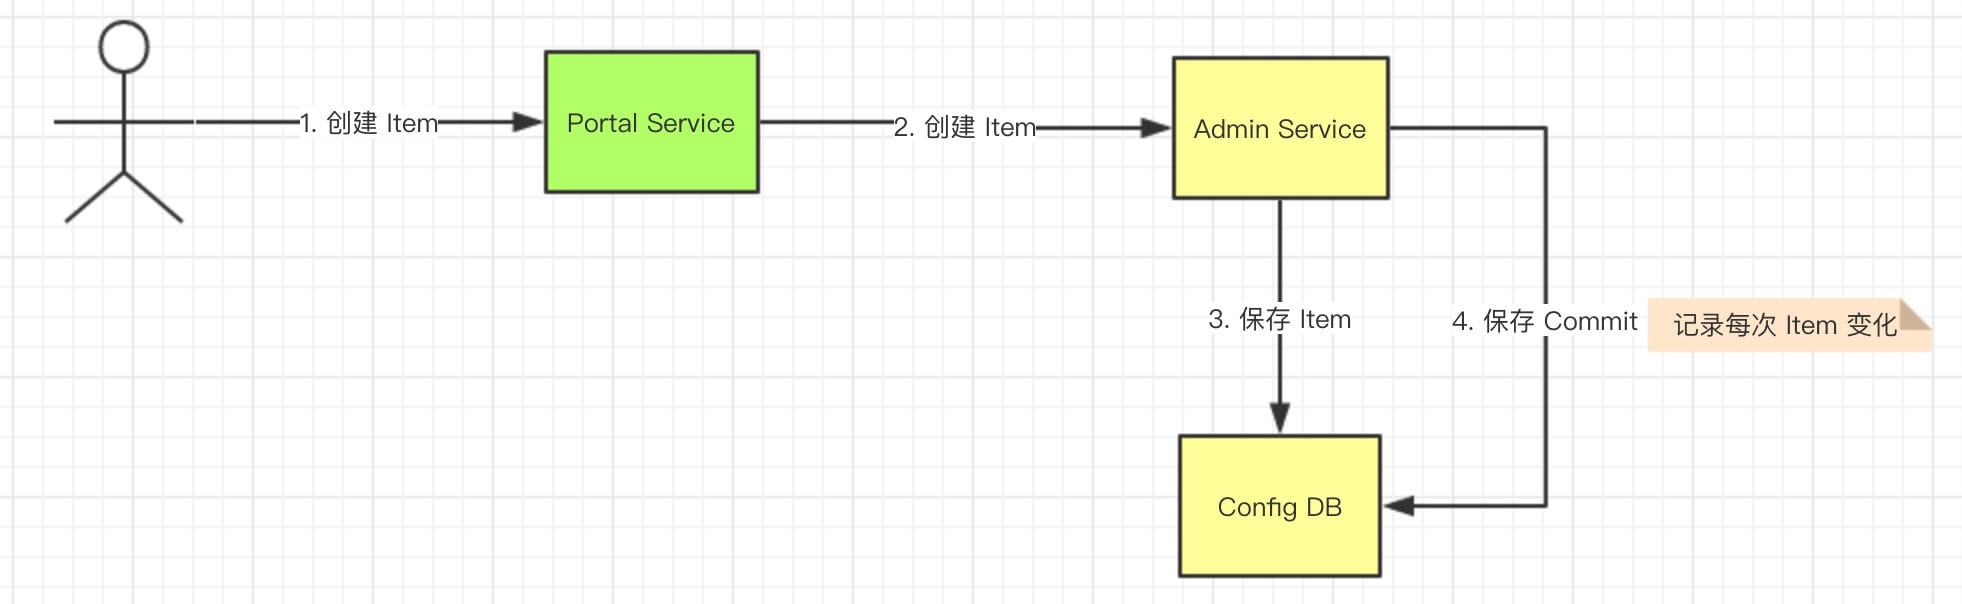 1. 创建 Item
Portal Service
2. 创建 Item
Admin Service
3. 保存 Item
4. 保存 Commit
记录每次 Item 变化
Config DB